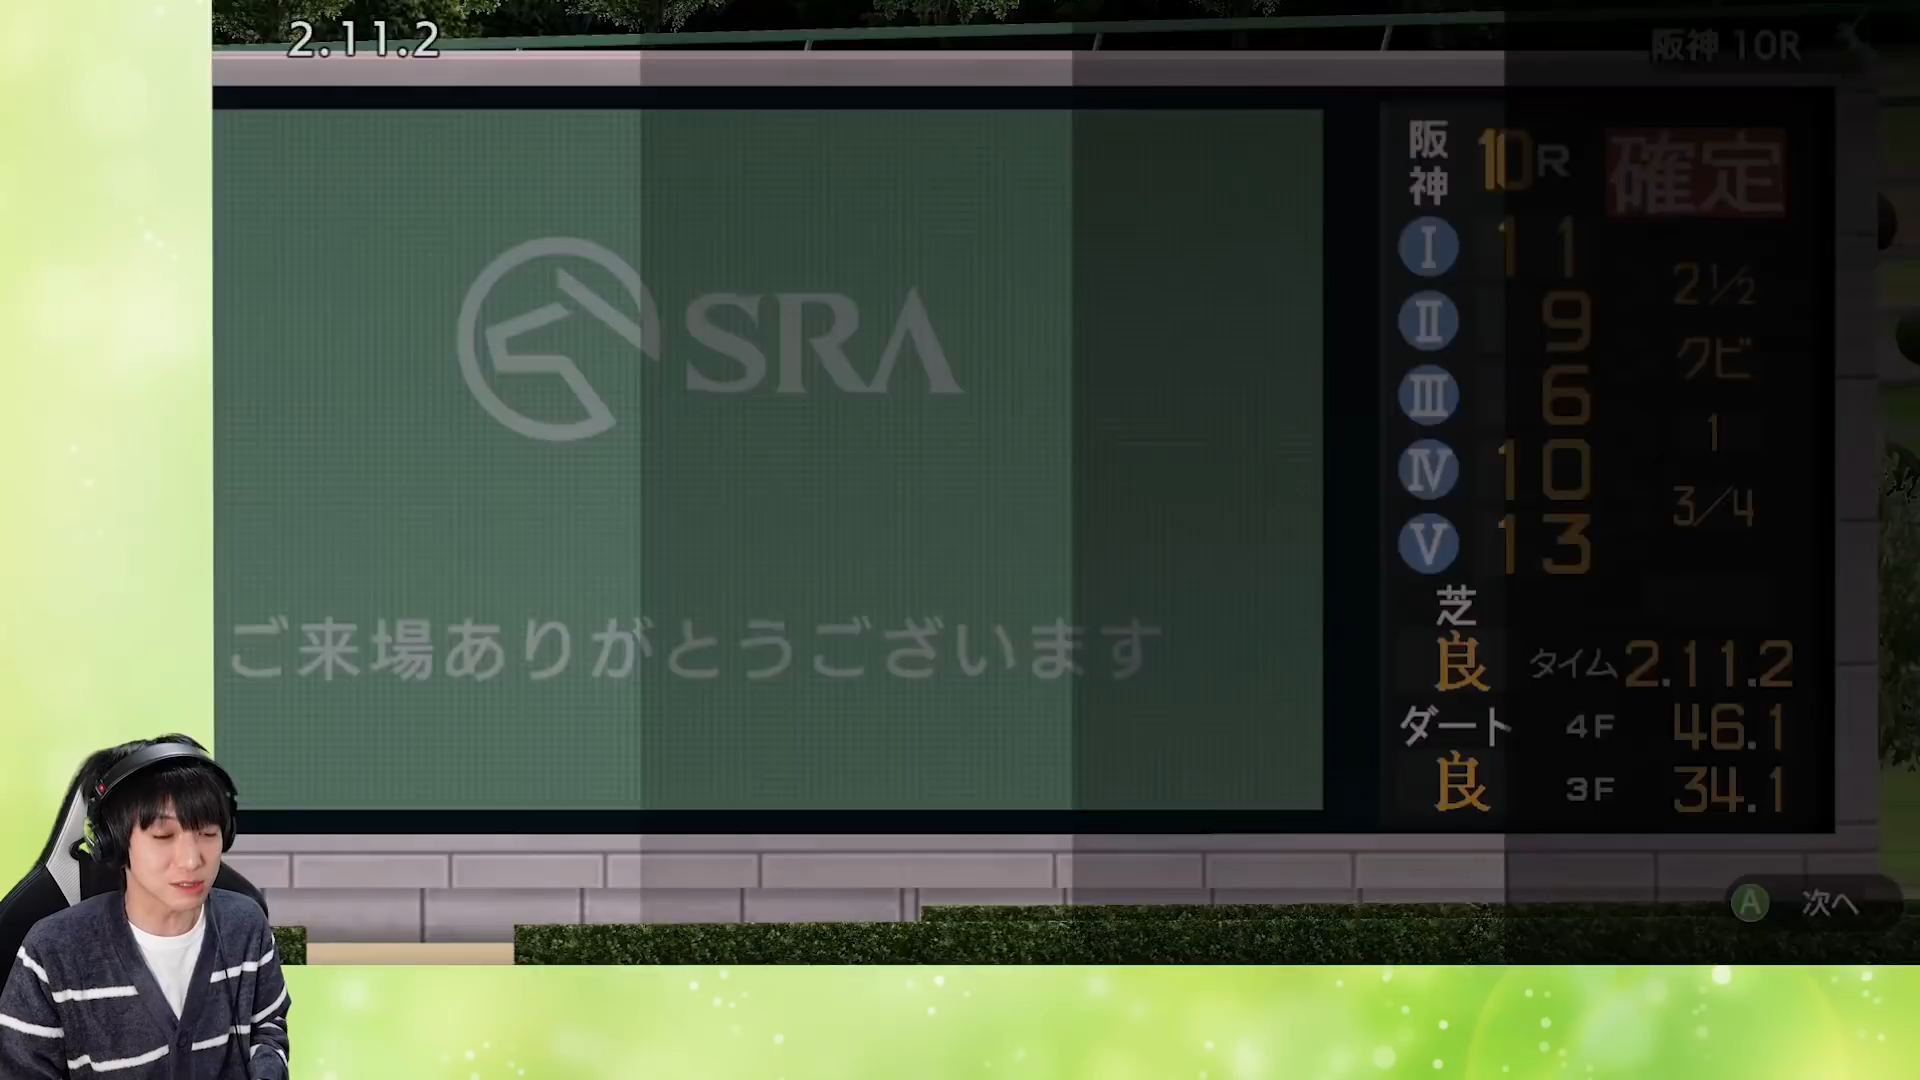 2.11.2
阪神 10R
SRA
ご来場ありがとうございます
阪神 10R 確定
Ⅰ 11
2 1/2
Ⅱ 9
クビ
Ⅲ 6
1
Ⅳ 10
3/4
Ⅴ 13
芝
良 タイム 2.11.2
ダート 4F 46.1
良 3F 34.1
A 次へ